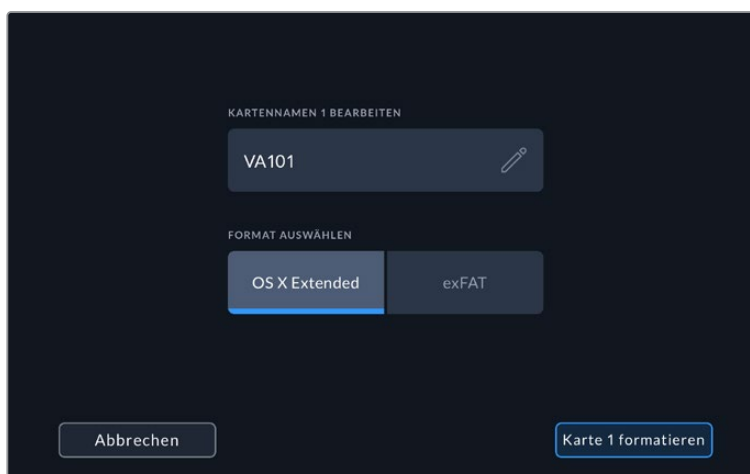 KARTENNAMEN 1 BEARBEITEN
VA101
FORMAT AUSWÄHLEN
OS X Extended exFAT
Abbrechen Karte 1 formatieren